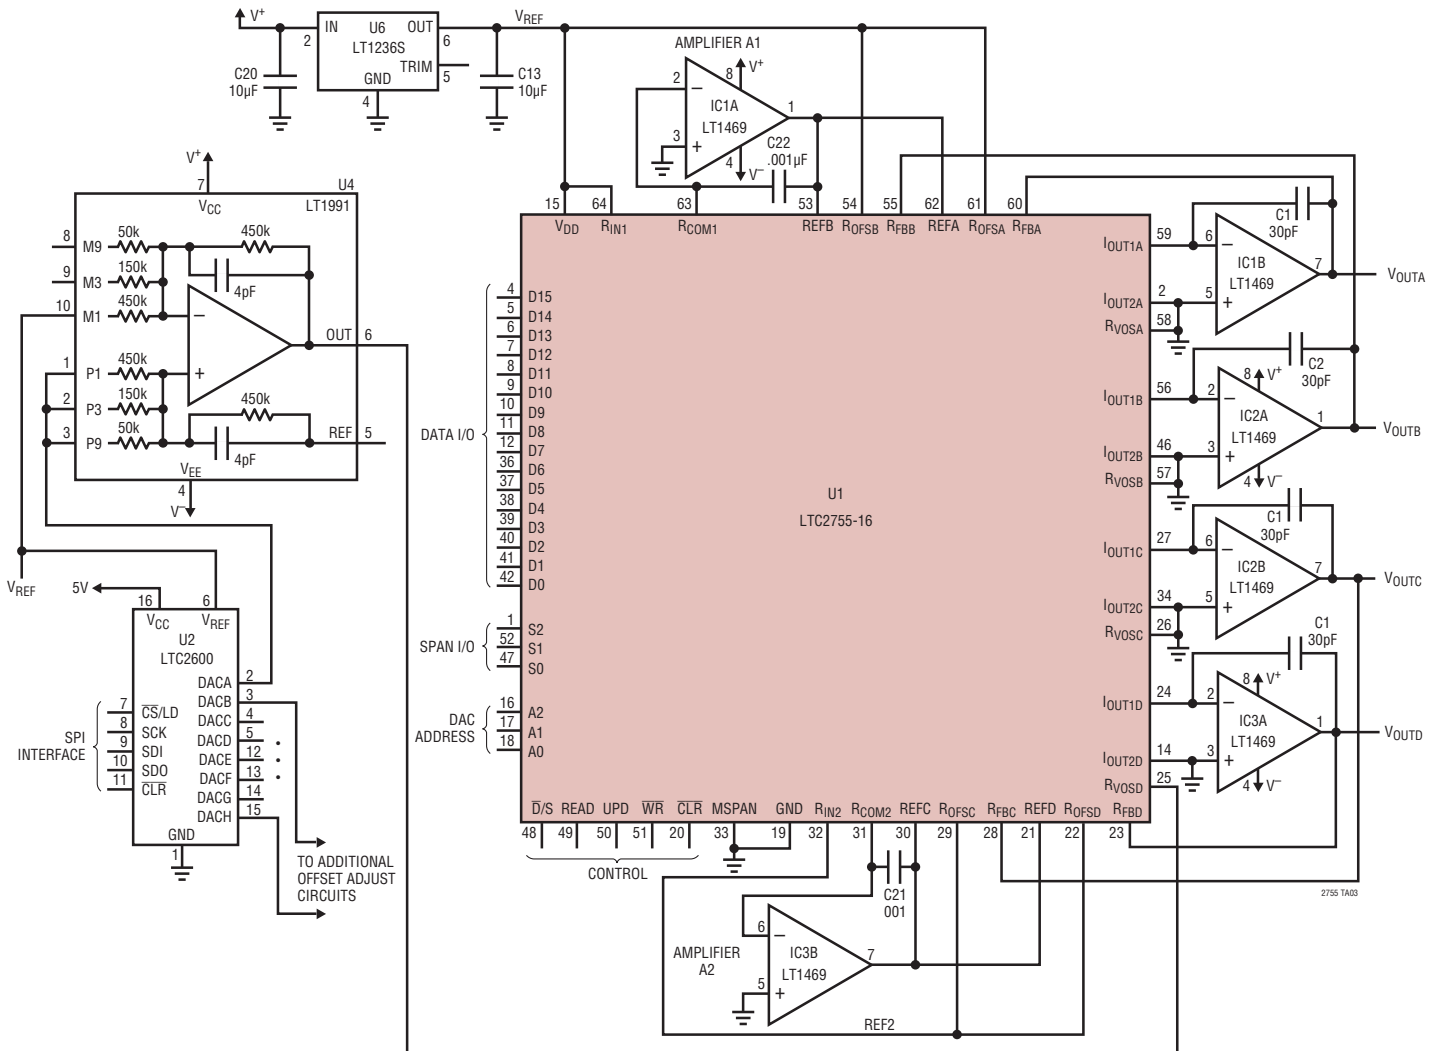 V+
IN
U6
LT1236S
OUT
TRIM
GND
2
6
5
4
C20
10µF
C13
10µF
VREF
AMPLIFIER A1
2
3
8
V+
IC1A
LT1469
1
4
V–
C22
.001µF
V+
7
VCC
U4
LT1991
8
M9
50k
450k
9
M3
150k
4pF
10
M1
450k
–
OUT
6
1
P1
450k
+
2
P3
150k
450k
3
P9
50k
REF
5
4pF
VEE
4
V–
VREF
5V
16
6
VCC
VREF
U2
LTC2600
DACA
2
DACB
3
DACC
4
DACD
5
DACE
12
DACF
13
DACG
14
DACH
15
SPI
INTERFACE
7
CS/LD
8
SCK
9
SDI
10
SDO
11
CLR
GND
1
TO ADDITIONAL
OFFSET ADJUST
CIRCUITS
15
64
63
53
54
55
62
61
60
VDD
RIN1
RCOM1
REFB
ROFSB
RFBB
REFA
ROFSA
RFBA
DATA I/O
4
D15
5
D14
6
D13
7
D12
8
D11
9
D10
10
D9
11
D8
12
D7
36
D6
37
D5
38
D4
39
D3
40
D2
41
D1
42
D0
SPAN I/O
1
S2
52
S1
47
S0
DAC
ADDRESS
16
A2
17
A1
18
A0
U1
LTC2755-16
D/S
READ
UPD
WR
CLR
MSPAN
GND
RIN2
RCOM2
REFC
ROFSC
RFBC
REFD
ROFSD
RFBD
48
49
50
51
20
33
19
32
31
30
29
28
21
22
23
CONTROL
C21
001
AMPLIFIER
A2
6
5
IC3B
LT1469
7
REF2
IOUT1A
59
IOUT2A
2
RVOSA
58
C1
30pF
6
5
IC1B
LT1469
7
VOUTA
IOUT1B
56
IOUT2B
46
RVOSB
57
C2
30pF
2
3
8
V+
IC2A
LT1469
1
4
V–
VOUTB
IOUT1C
27
IOUT2C
34
RVOSC
26
C1
30pF
6
5
IC2B
LT1469
7
VOUTC
IOUT1D
24
IOUT2D
14
RVOSD
25
C1
30pF
2
3
8
V+
IC3A
LT1469
1
4
V–
VOUTD
2755 TA03